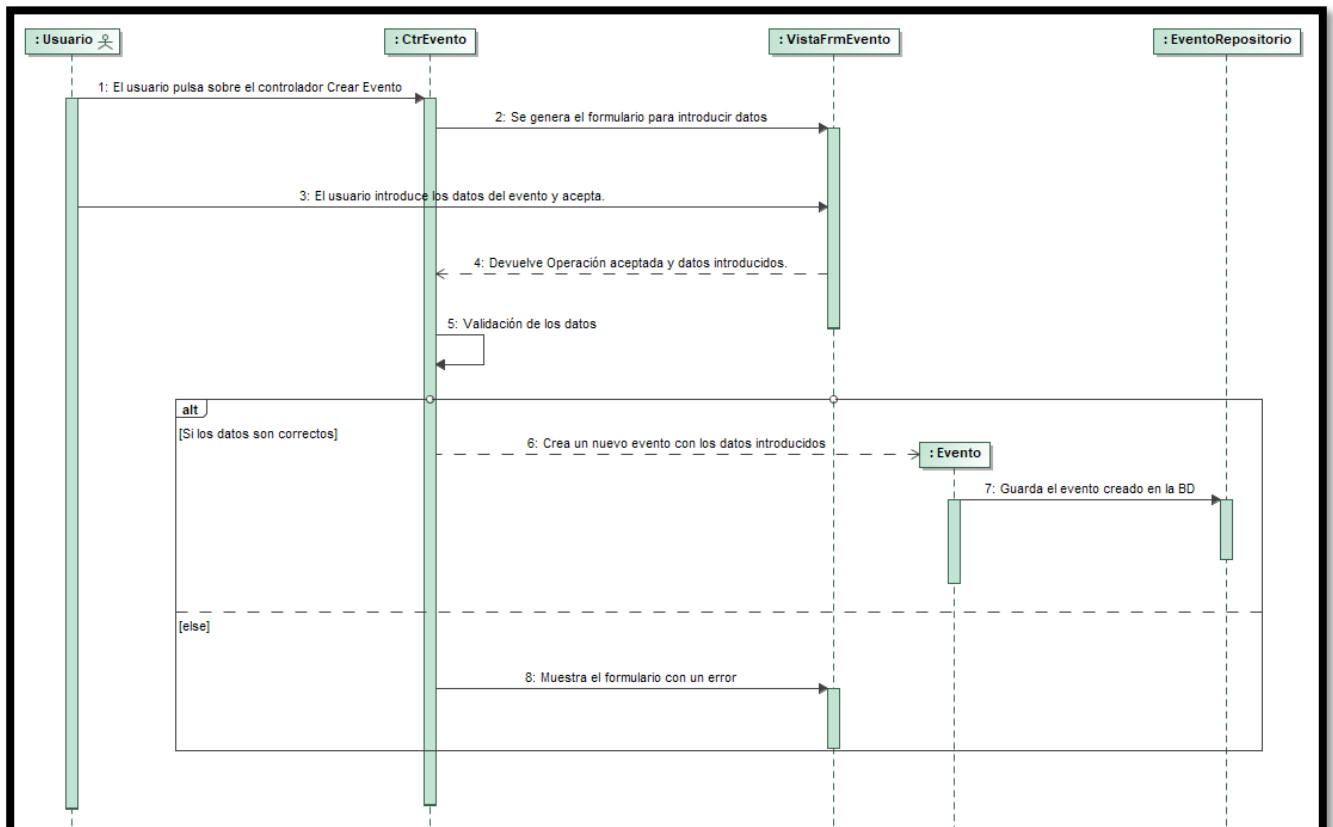 : Usuario
: CtrEvento
: VistaFrmEvento
: EventoRepositorio
1: El usuario pulsa sobre el controlador Crear Evento
2: Se genera el formulario para introducir datos
3: El usuario introduce los datos del evento y acepta.
4: Devuelve Operación aceptada y datos introducidos.
5: Validación de los datos
alt
[Si los datos son correctos]
6: Crea un nuevo evento con los datos introducidos
: Evento
7: Guarda el evento creado en la BD
[else]
8: Muestra el formulario con un error